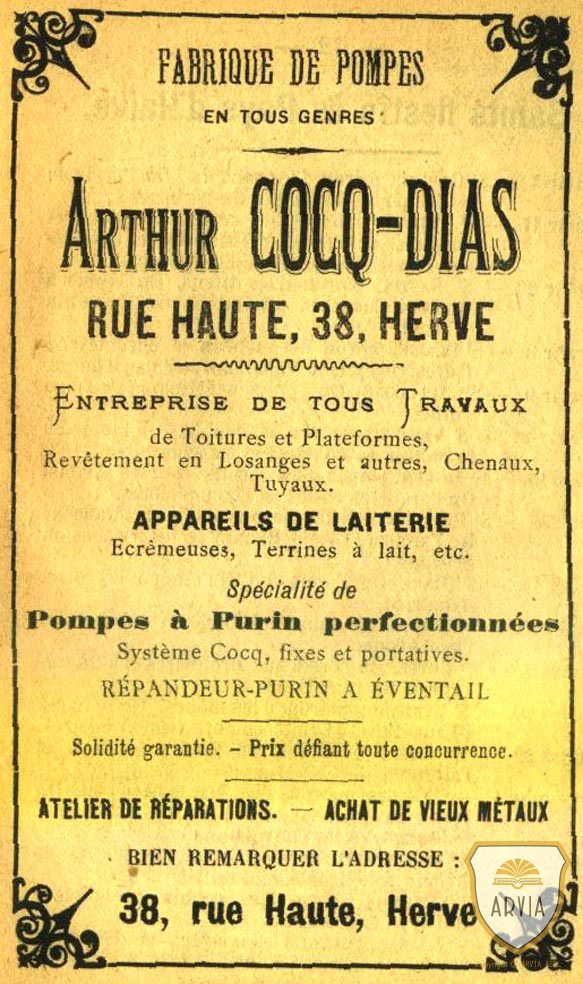 FABRIQUE DE POMPES
EN TOUS GENRES
ARTHUR COCQ-DIAS
RUE HAUTE, 38, HERVE
ENTREPRISE DE TOUS TRAVAUX
de Toitures et Plateformes,
Revêtement en Losanges et autres, Chenaux,
Tuyaux.
APPAREILS DE LAITERIE
Ecrêmeuses, Terrines à lait, etc.
Spécialité de
Pompes à Purin perfectionnées
Système Cocq, fixes et portatives.
RÉPANDEUR-PURIN A ÉVENTAIL
Solidité garantie. – Prix défiant toute concurrence.
ATELIER DE RÉPARATIONS. — ACHAT DE VIEUX MÉTAUX
BIEN REMARQUER L'ADRESSE :
38, rue Haute, Herve
ARVIA